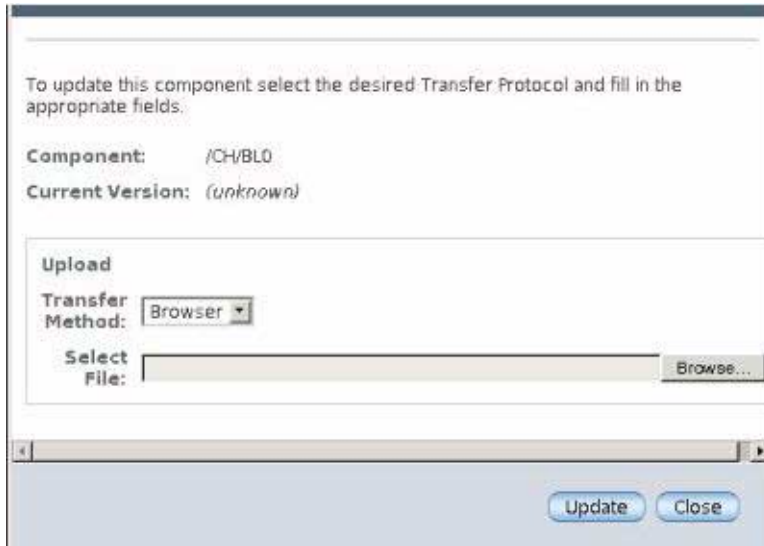 To update this component select the desired Transfer Protocol and fill in the
appropriate fields.
Component: /CH/BL0
Current Version: (unknown)
Upload
Transfer
Method: Browser
Select
File: Browse...
Update Close